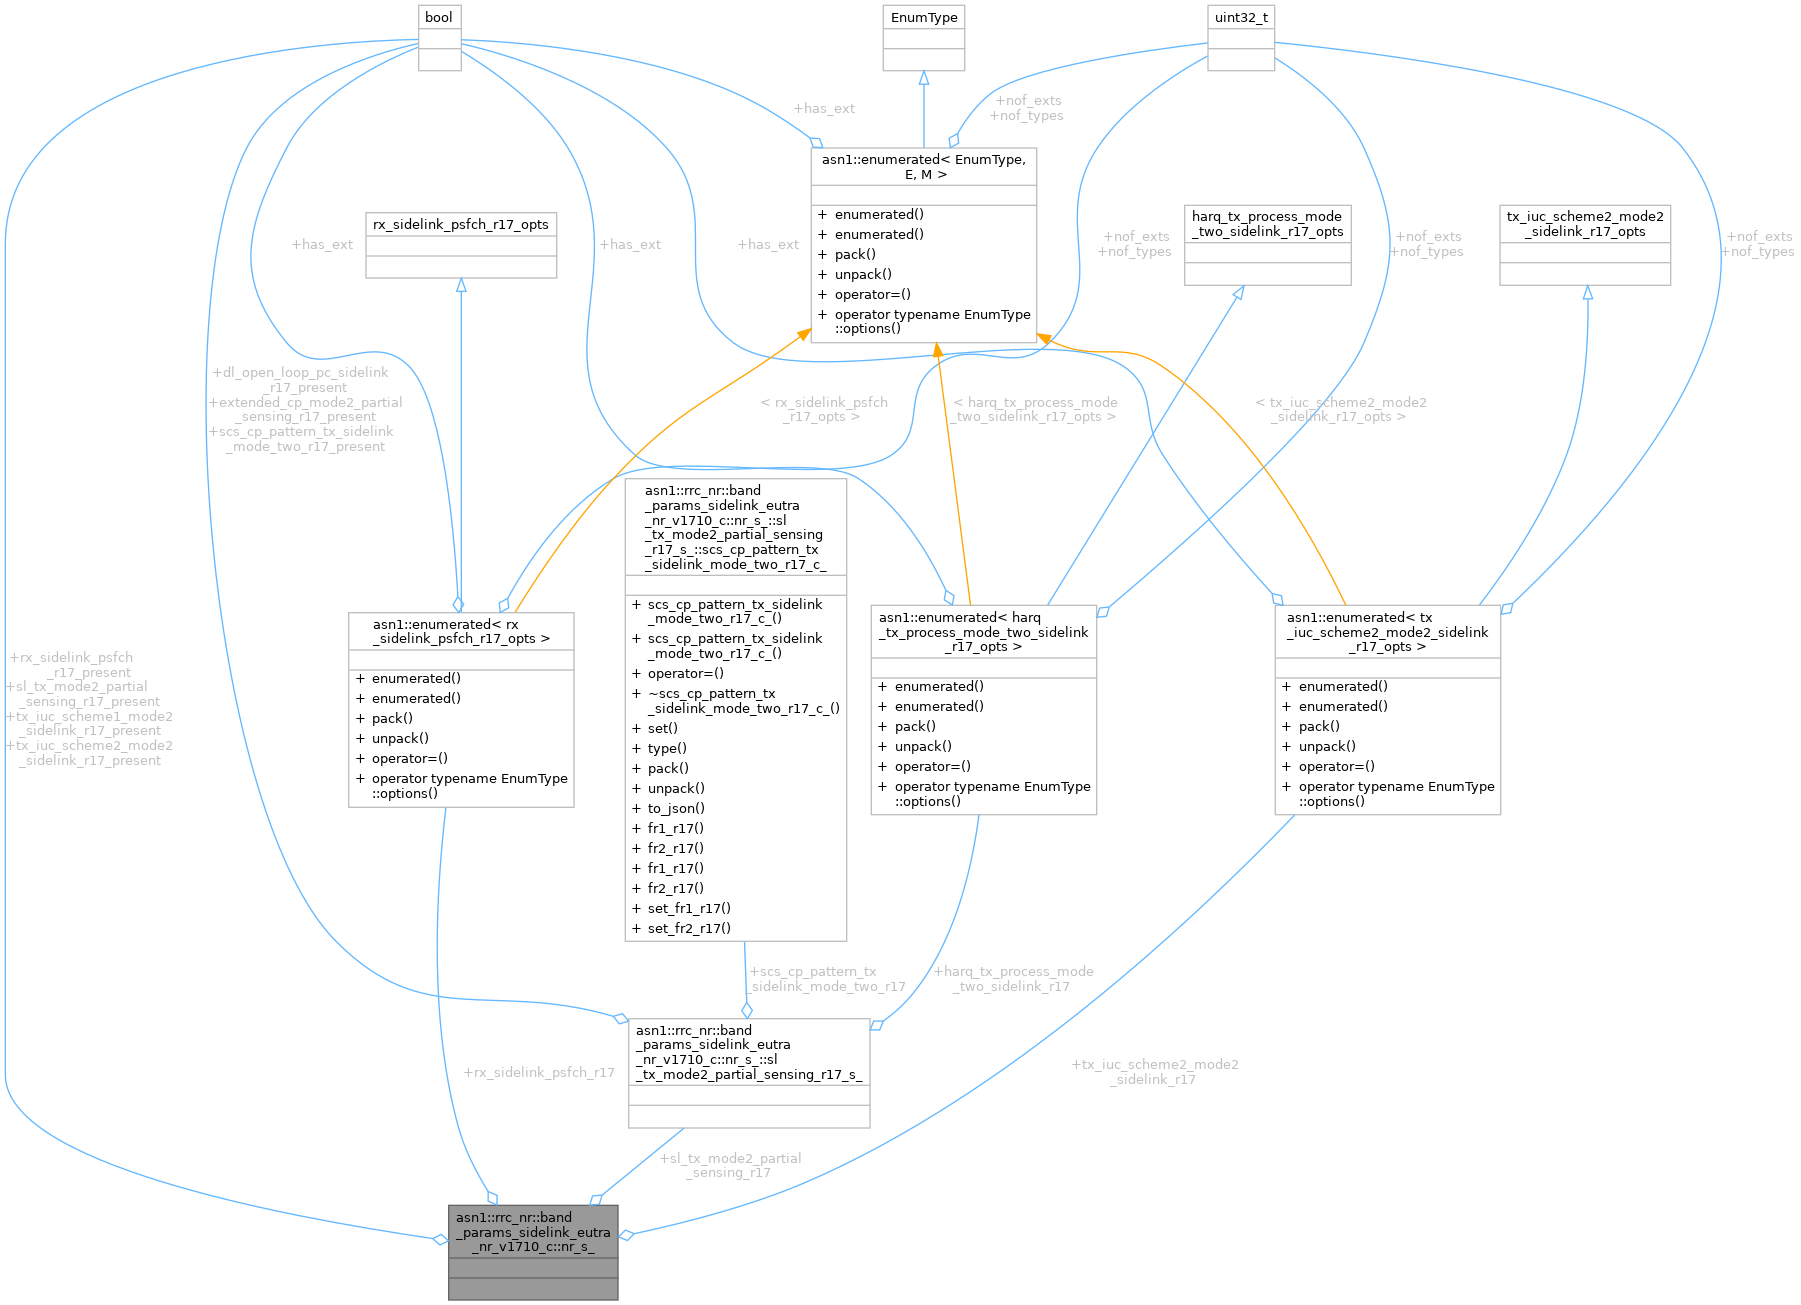 bool
EnumType
uint32_t
+has_ext
+nof_exts
+nof_types
asn1::enumerated< EnumType,
E, M >
+ enumerated()
+ enumerated()
+ pack()
+ unpack()
+ operator=()
+ operator typename EnumType
::options()
rx_sidelink_psfch_r17_opts
harq_tx_process_mode
_two_sidelink_r17_opts
tx_iuc_scheme2_mode2
_sidelink_r17_opts
+has_ext
+has_ext
+has_ext
+nof_exts
+nof_types
+nof_exts
+nof_types
+nof_exts
+nof_types
+dl_open_loop_pc_sidelink
_r17_present
+extended_cp_mode2_partial
_sensing_r17_present
+scs_cp_pattern_tx_sidelink
_mode_two_r17_present
< rx_sidelink_psfch
_r17_opts >
< harq_tx_process_mode
_two_sidelink_r17_opts >
< tx_iuc_scheme2_mode2
_sidelink_r17_opts >
asn1::rrc_nr::band
_params_sidelink_eutra
_nr_v1710_c::nr_s_::sl
_tx_mode2_partial_sensing
_r17_s_::scs_cp_pattern_tx
_sidelink_mode_two_r17_c_
+ scs_cp_pattern_tx_sidelink
_mode_two_r17_c_()
+ scs_cp_pattern_tx_sidelink
_mode_two_r17_c_()
+ operator=()
+ ~scs_cp_pattern_tx
_sidelink_mode_two_r17_c_()
+ set()
+ type()
+ pack()
+ unpack()
+ to_json()
+ fr1_r17()
+ fr2_r17()
+ fr1_r17()
+ fr2_r17()
+ set_fr1_r17()
+ set_fr2_r17()
asn1::enumerated< rx
_sidelink_psfch_r17_opts >
+ enumerated()
+ enumerated()
+ pack()
+ unpack()
+ operator=()
+ operator typename EnumType
::options()
asn1::enumerated< harq
_tx_process_mode_two_sidelink
_r17_opts >
+ enumerated()
+ enumerated()
+ pack()
+ unpack()
+ operator=()
+ operator typename EnumType
::options()
asn1::enumerated< tx
_iuc_scheme2_mode2_sidelink
_r17_opts >
+ enumerated()
+ enumerated()
+ pack()
+ unpack()
+ operator=()
+ operator typename EnumType
::options()
+rx_sidelink_psfch
_r17_present
+sl_tx_mode2_partial
_sensing_r17_present
+tx_iuc_scheme1_mode2
_sidelink_r17_present
+tx_iuc_scheme2_mode2
_sidelink_r17_present
+scs_cp_pattern_tx
_sidelink_mode_two_r17
+harq_tx_process_mode
_two_sidelink_r17
asn1::rrc_nr::band
_params_sidelink_eutra
_nr_v1710_c::nr_s_::sl
_tx_mode2_partial_sensing_r17_s_
+rx_sidelink_psfch_r17
+tx_iuc_scheme2_mode2
_sidelink_r17
+sl_tx_mode2_partial
_sensing_r17
asn1::rrc_nr::band
_params_sidelink_eutra
_nr_v1710_c::nr_s_